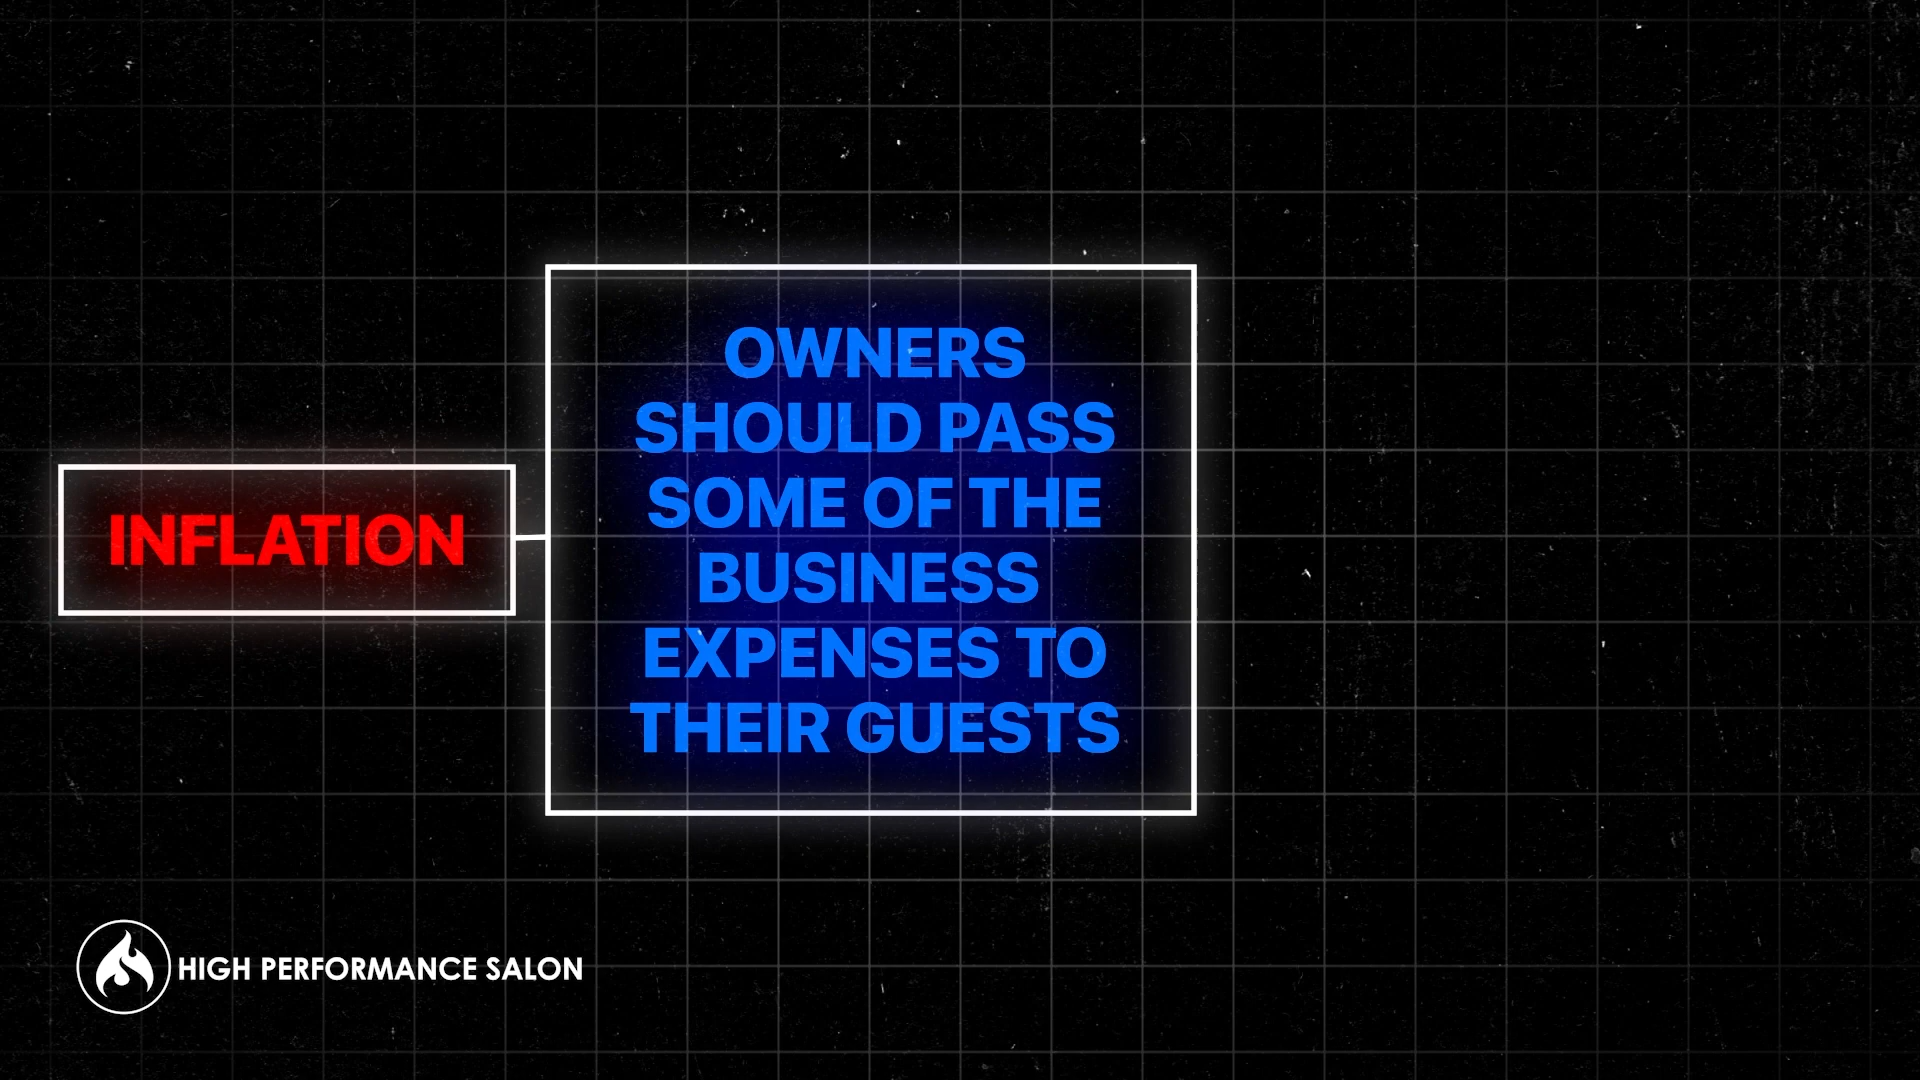 INFLATION
OWNERS
SHOULD PASS
SOME OF THE
BUSINESS
EXPENSES TO
THEIR GUESTS
HIGH PERFORMANCE SALON